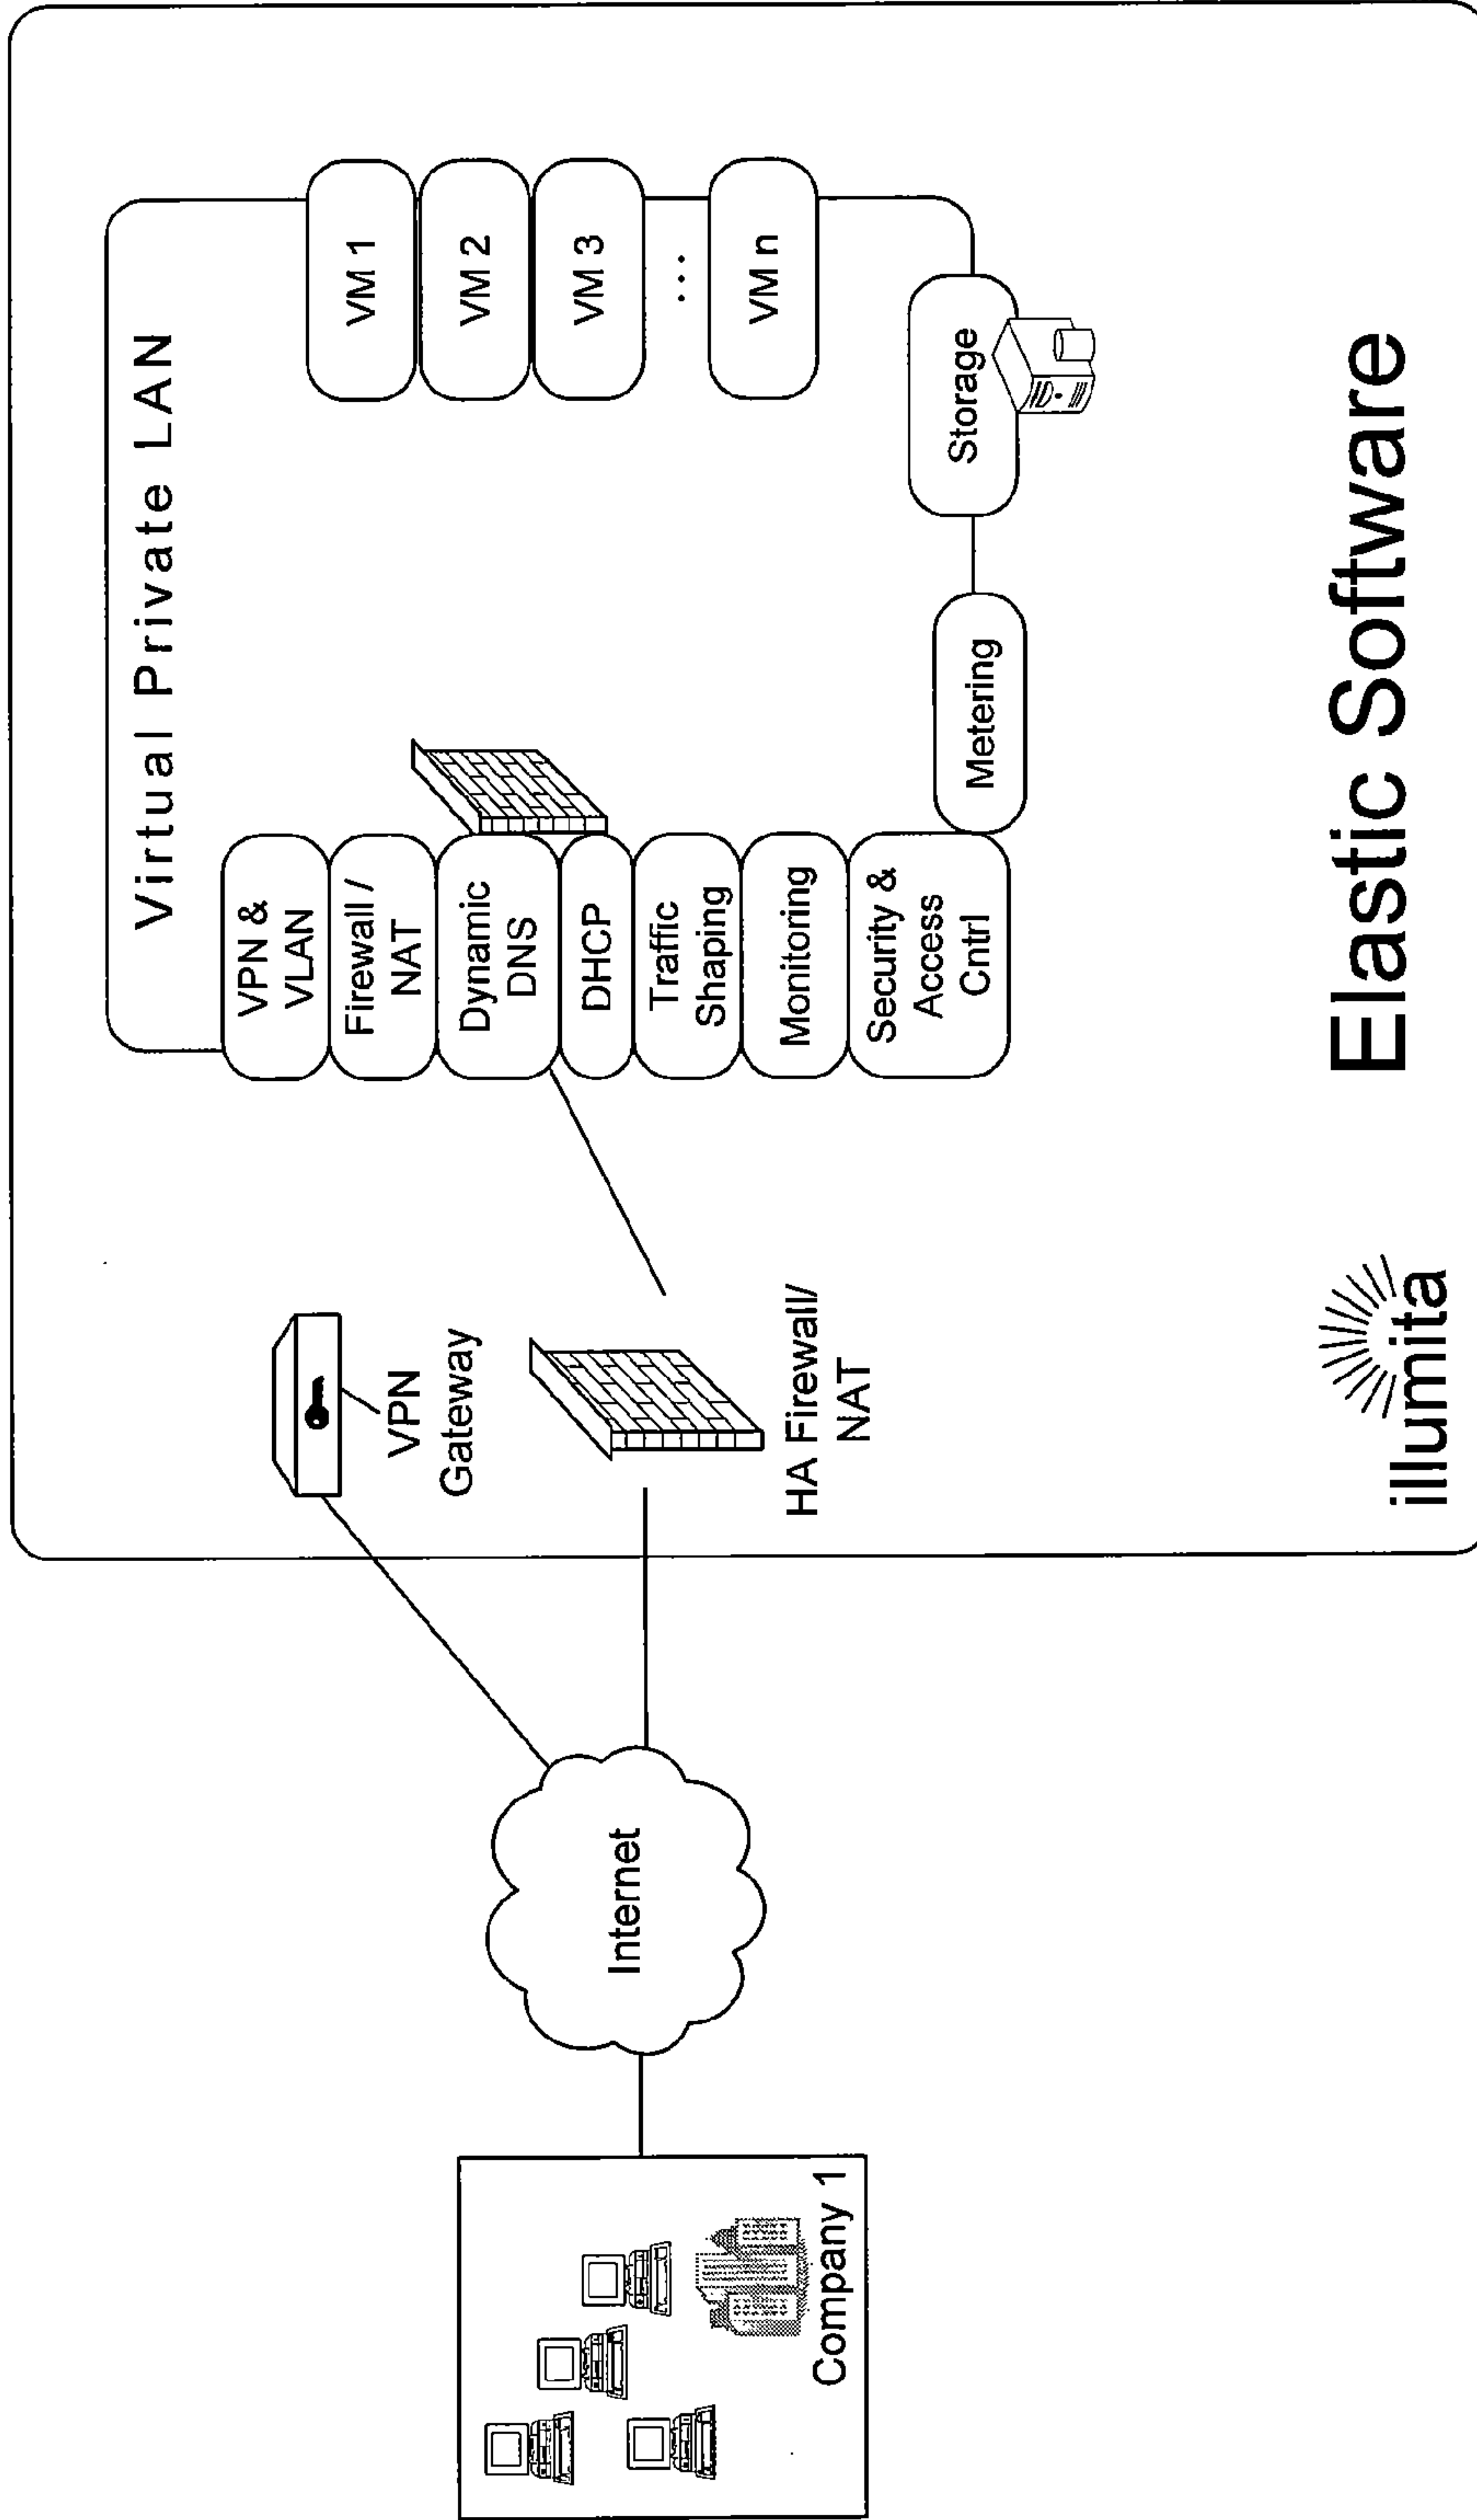 Virtual Private LAN
VPN &
VLAN
Firewall /
NAT
Dynamic
DNS
DHCP
Traffic
Shaping
Monitoring
Security &
Access
Cntrl
VM 1
VM 2
VM 3
...
VM n
Storage
Metering
VPN
Gateway
HA Firewall/
NAT
Internet
Company 1
illumita
Elastic Software